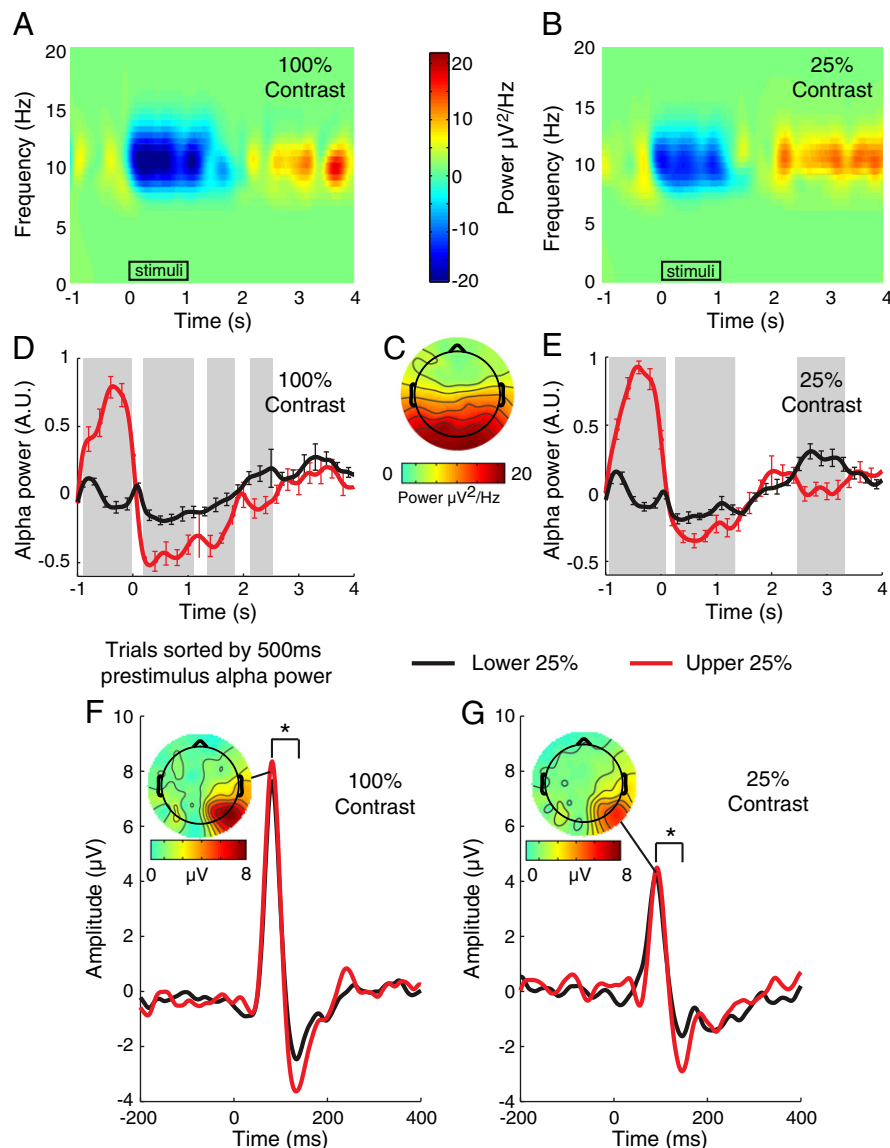 A
20
15
10
5
0
Frequency (Hz)
100%
Contrast
stimuli
-1 0 1 2 3 4
Time (s)
20
10
0
-10
-20
Power µV²/Hz
B
20
15
10
5
0
Frequency (Hz)
25%
Contrast
stimuli
-1 0 1 2 3 4
Time (s)
D
1
0.5
0
-0.5
Alpha power (A.U.)
100%
Contrast
-1 0 1 2 3 4
Time (s)
C
0 20
Power µV²/Hz
E
1
0.5
0
-0.5
Alpha power (A.U.)
25%
Contrast
-1 0 1 2 3 4
Time (s)
Trials sorted by 500ms
prestimulus alpha power
Lower 25% Upper 25%
F
10
8
6
4
2
0
-2
-4
Amplitude (µV)
*
100%
Contrast
0 µV 8
-200 0 200 400
Time (ms)
G
10
8
6
4
2
0
-2
-4
Amplitude (µV)
*
25%
Contrast
0 µV 8
-200 0 200 400
Time (ms)